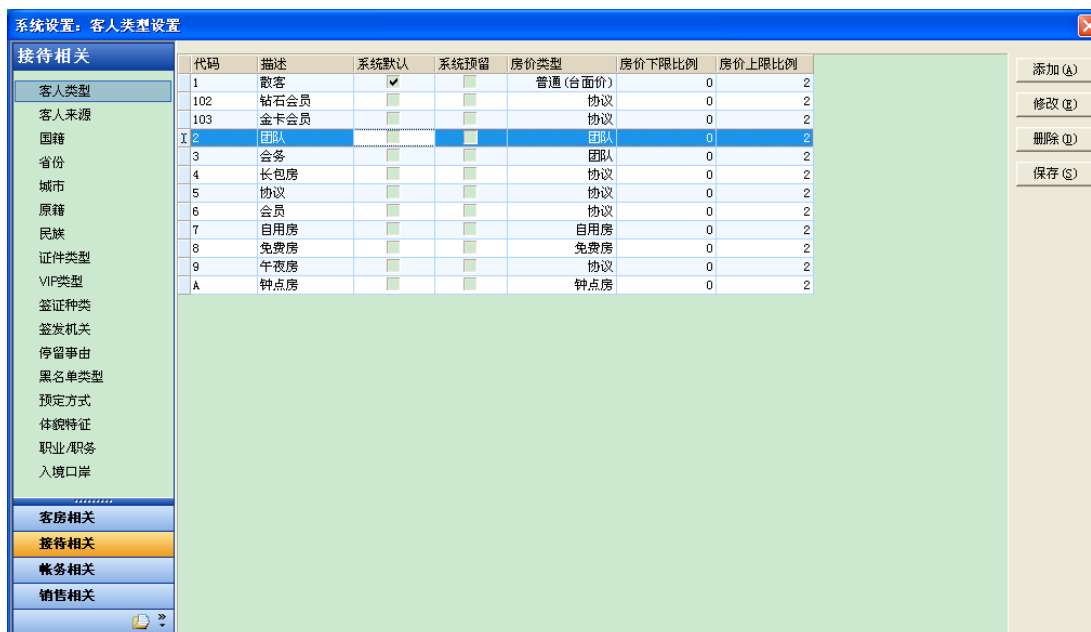 系统设置：客人类型设置
接待相关
客人类型
客人来源
国籍
省份
城市
原籍
民族
证件类型
VIP类型
签证种类
签发机关
停留事由
黑名单类型
预定方式
体貌特征
职业/职务
入境口岸
客房相关
接待相关
帐务相关
销售相关
代码 描述 系统默认 系统预留 房价类型 房价下限比例 房价上限比例
1 散客 普通(台面价) 0 2
102 钻石会员 协议 0 2
103 金卡会员 协议 0 2
2 团队 团队 0 2
3 会务 团队 0 2
4 长包房 协议 0 2
5 协议 协议 0 2
6 会员 协议 0 2
7 自用房 自用房 0 2
8 免费房 免费房 0 2
9 午夜房 协议 0 2
A 钟点房 钟点房 0 2
添加(A)
修改(E)
删除(D)
保存(S)